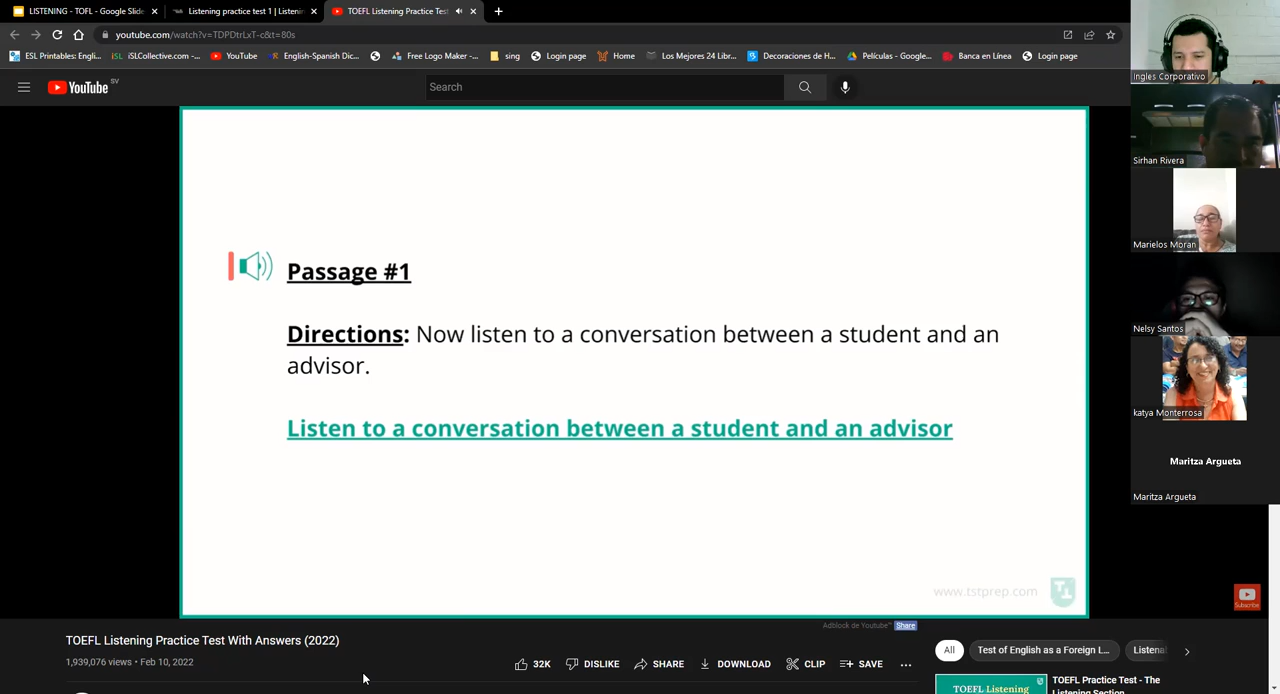 LISTENING - TOFL - Google Slide
Listening practice test 1 | Listenin
TOEFL Listening Practice Test
youtube.com/watch?v=TDPDtrLxT-c&t=80s
ESL Printables: Engli...
iSLCollective.com -...
YouTube
English-Spanish Dic...
Free Logo Maker -...
sing
Login page
Home
Los Mejores 24 Libr...
Decoraciones de H...
Películas - Google...
Banca en Línea
Login page
YouTube SV
Search
Passage #1
Directions: Now listen to a conversation between a student and an
advisor.
Listen to a conversation between a student and an advisor
www.tstprep.com
Adblock de Youtube™ Share
TOEFL Listening Practice Test With Answers (2022)
1,939,076 views • Feb 10, 2022
32K
DISLIKE
SHARE
DOWNLOAD
CLIP
SAVE
All
Test of English as a Foreign L...
Listena
TOEFL Listening
TOEFL Practice Test - The
Listening Section
Subscribe
ingles Corporativo
Sirhan Rivera
Marielos Moran
Nelsy Santos
katya Monterrosa
Maritza Argueta
Maritza Argueta